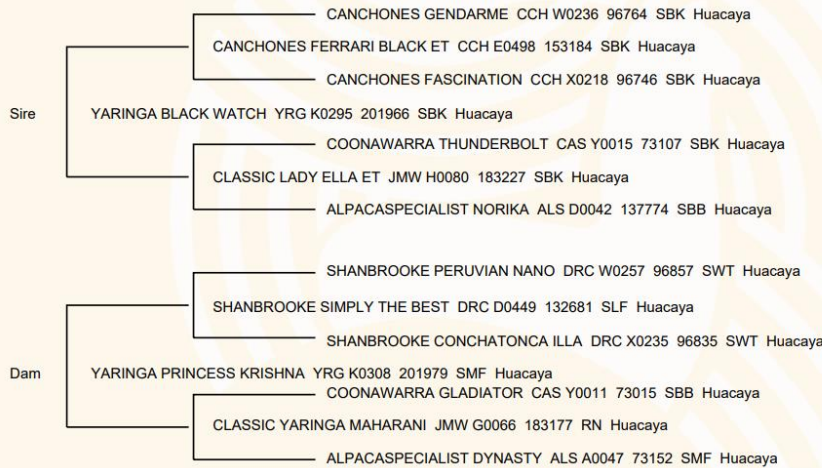 CANCHONES GENDARME CCH W0236 96764 SBK Huacaya
CANCHONES FERRARI BLACK ET CCH E0498 153184 SBK Huacaya
CANCHONES FASCINATION CCH X0218 96746 SBK Huacaya
Sire YARINGA BLACK WATCH YRG K0295 201966 SBK Huacaya
COONAWARRA THUNDERBOLT CAS Y0015 73107 SBK Huacaya
CLASSIC LADY ELLA ET JMW H0080 183227 SBK Huacaya
ALPACASPECIALIST NORIKA ALS D0042 137774 SBB Huacaya
SHANBROOKE PERUVIAN NANO DRC W0257 96857 SWT Huacaya
SHANBROOKE SIMPLY THE BEST DRC D0449 132681 SLF Huacaya
SHANBROOKE CONCHATONCA ILLA DRC X0235 96835 SWT Huacaya
Dam YARINGA PRINCESS KRISHNA YRG K0308 201979 SMF Huacaya
COONAWARRA GLADIATOR CAS Y0011 73015 SBB Huacaya
CLASSIC YARINGA MAHARANI JMW G0066 183177 RN Huacaya
ALPACASPECIALIST DYNASTY ALS A0047 73152 SMF Huacaya